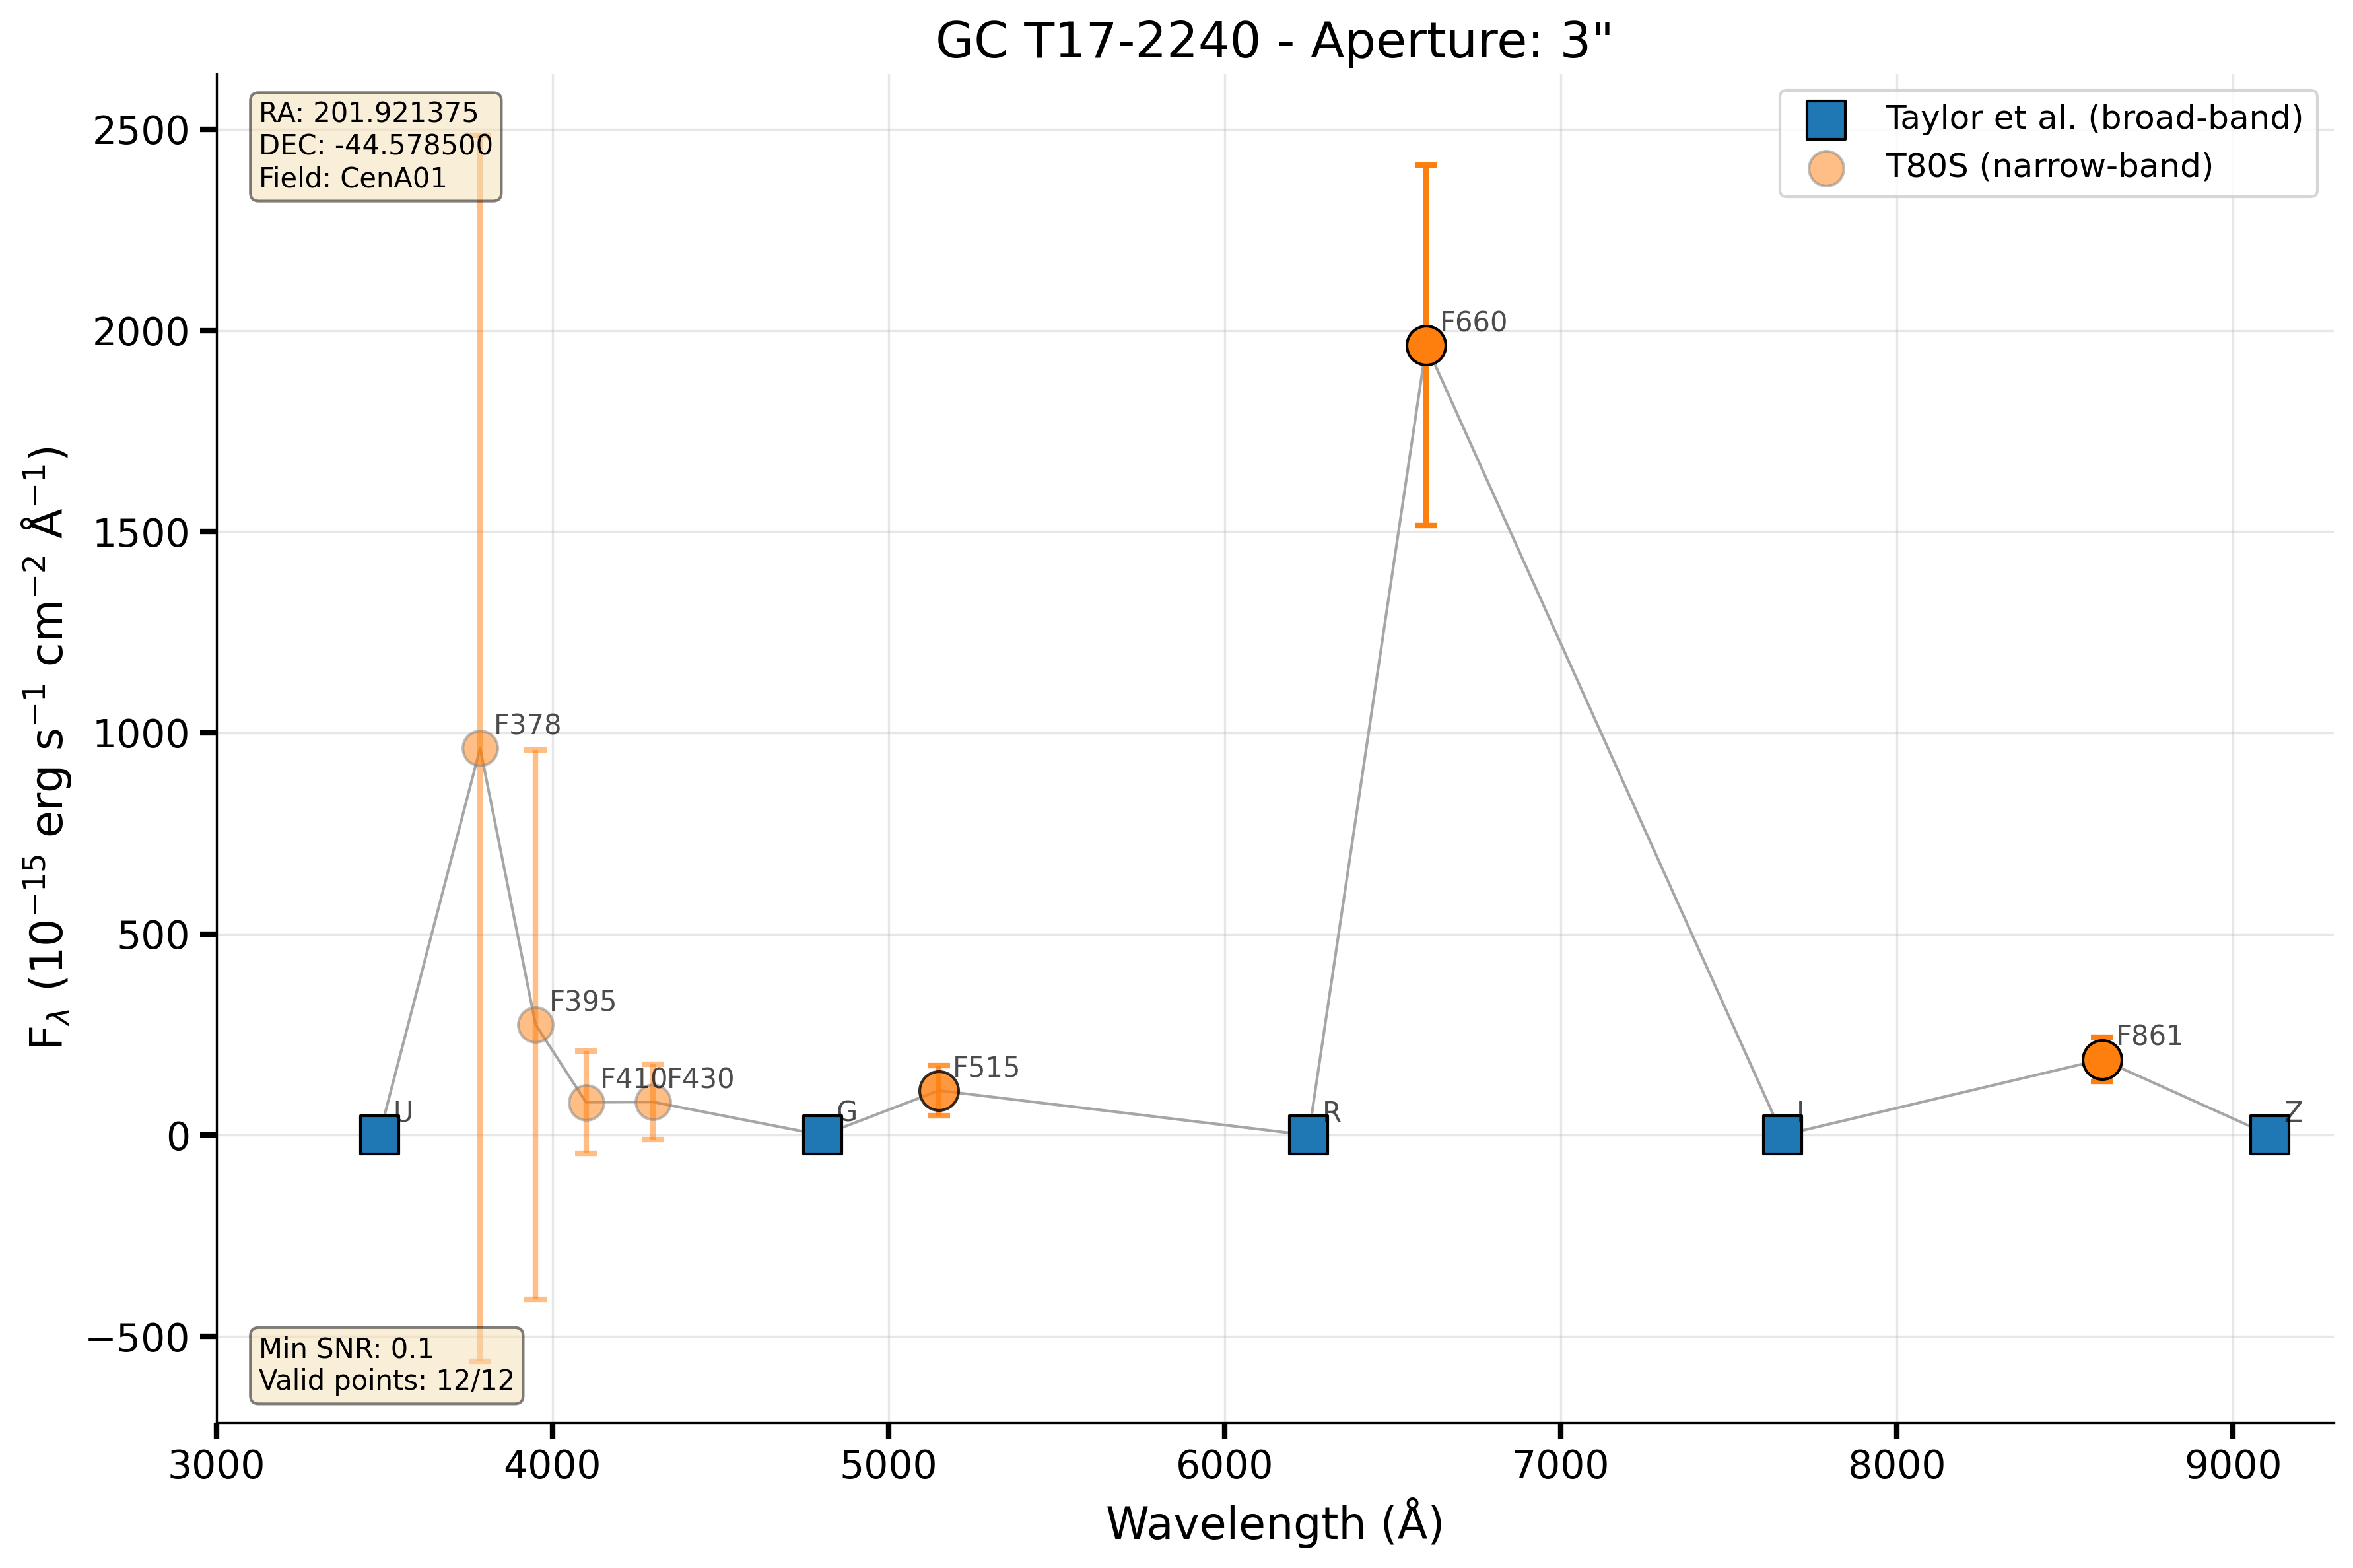 GC T17-2240 - Aperture: 3"
RA: 201.921375
DEC: -44.578500
Field: CenA01
Taylor et al. (broad-band)
T80S (narrow-band)
2500
2000
1500
1000
500
0
−500
F$_λ$ (10$^{−15}$ erg s$^{−1}$ cm$^{−2}$ Å$^{−1}$)
F660
F378
F395
F410
F430
F515
F861
U
G
R
I
Z
Min SNR: 0.1
Valid points: 12/12
3000 4000 5000 6000 7000 8000 9000
Wavelength (Å)